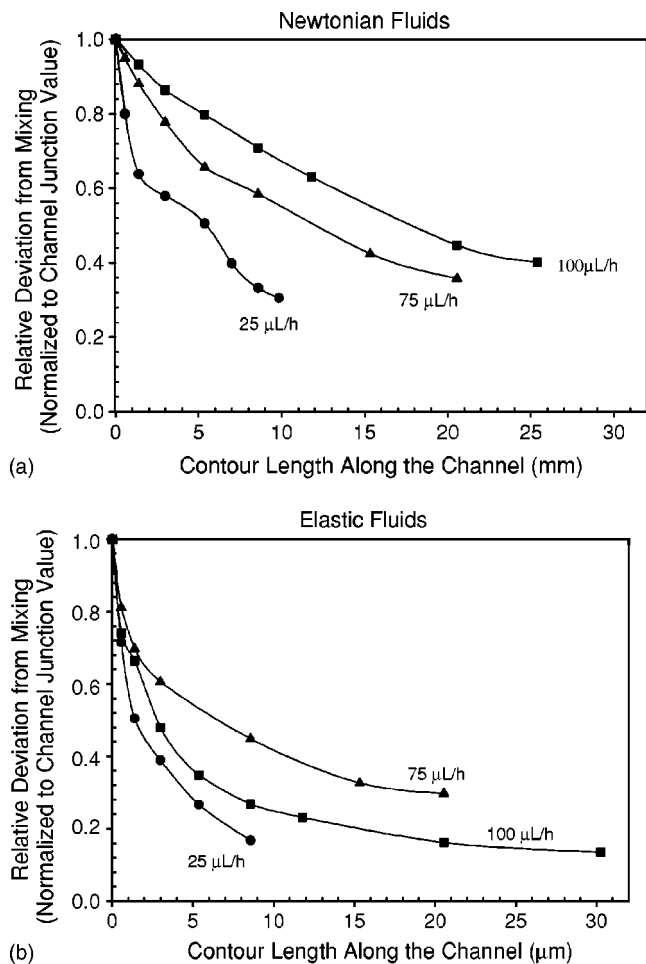 Newtonian Fluids
Relative Deviation from Mixing
(Normalized to Channel Junction Value)
1.0
0.8
0.6
0.4
0.2
0.0
100μL/h
75 μL/h
25 μL/h
0 5 10 15 20 25 30
(a) Contour Length Along the Channel (mm)
Elastic Fluids
Relative Deviation from Mixing
(Normalized to Channel Junction Value)
1.0
0.8
0.6
0.4
0.2
0.0
75 μL/h
100 μL/h
25 μL/h
0 5 10 15 20 25 30
(b) Contour Length Along the Channel (μm)